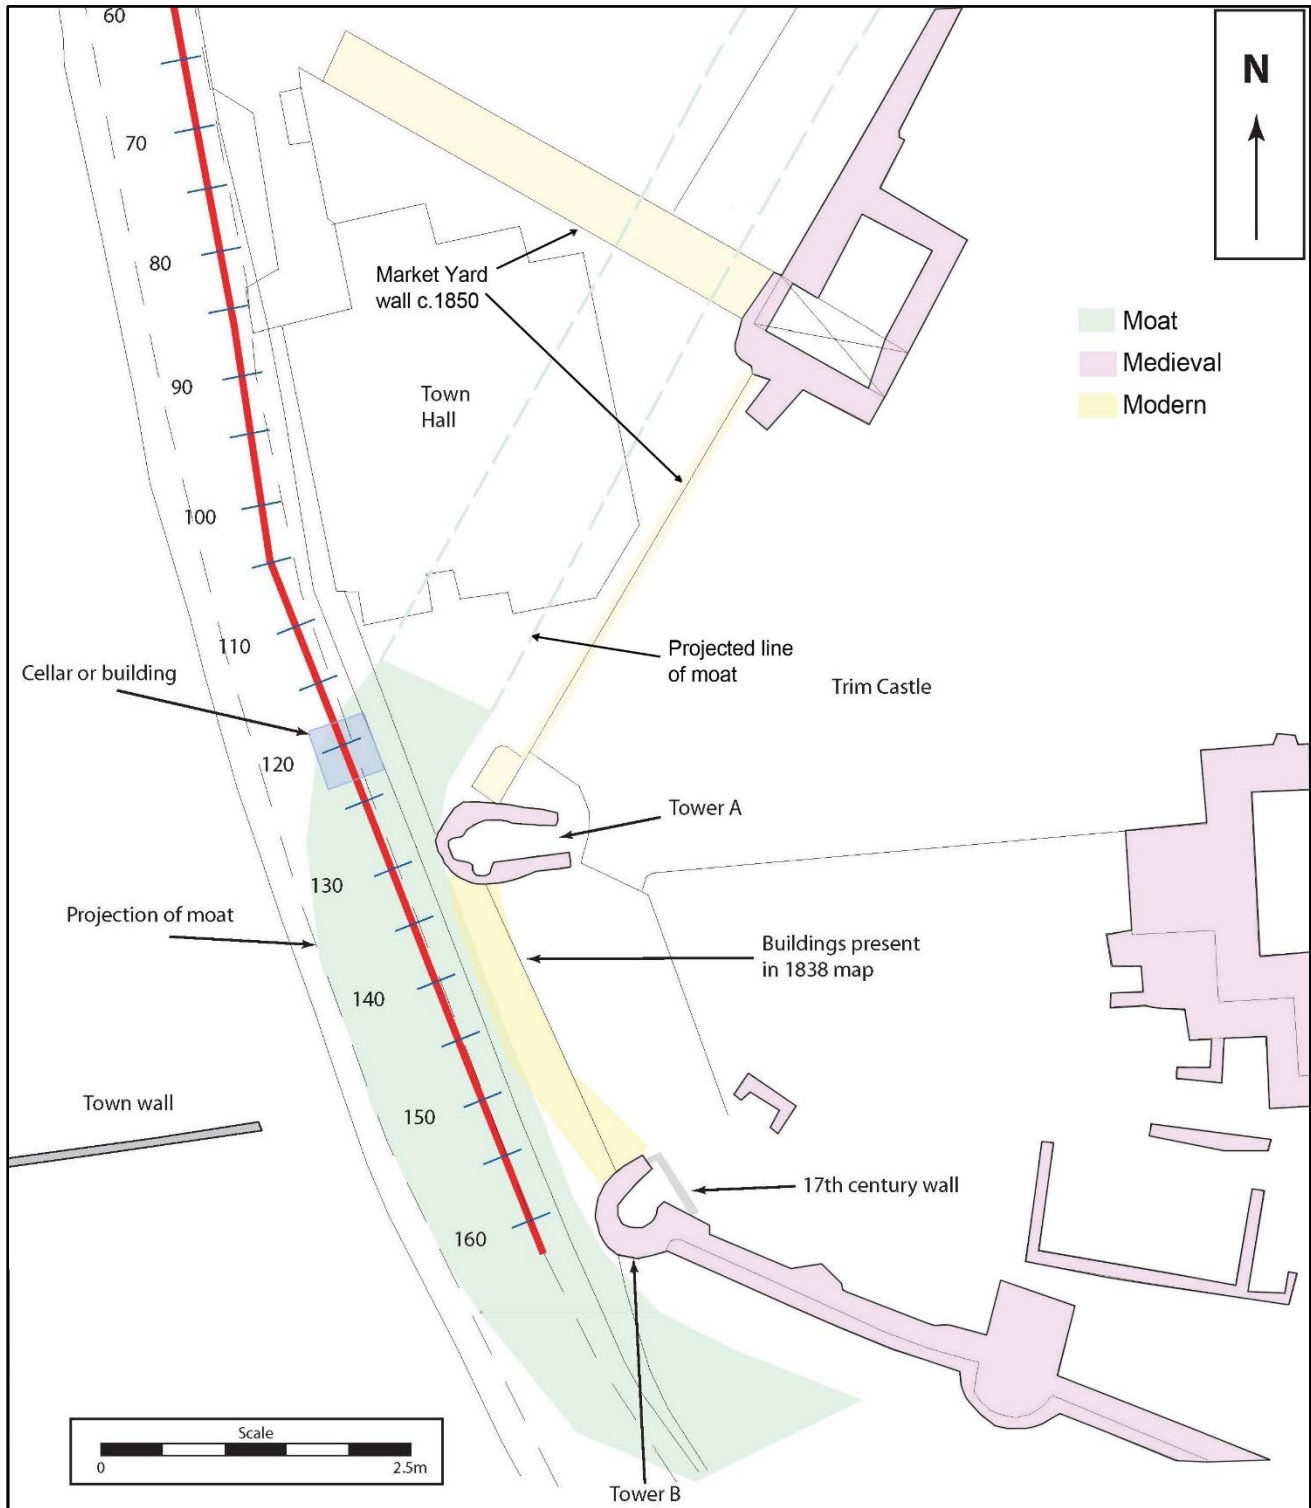 60
N
70
80
Market Yard
wall c.1850
Moat
Medieval
Modern
90
Town
Hall
100
110
Projected line
of moat
Cellar or building
Trim Castle
120
Tower A
130
Projection of moat
Buildings present
in 1838 map
140
Town wall
150
17th century wall
160
Scale
0
2.5m
Tower B